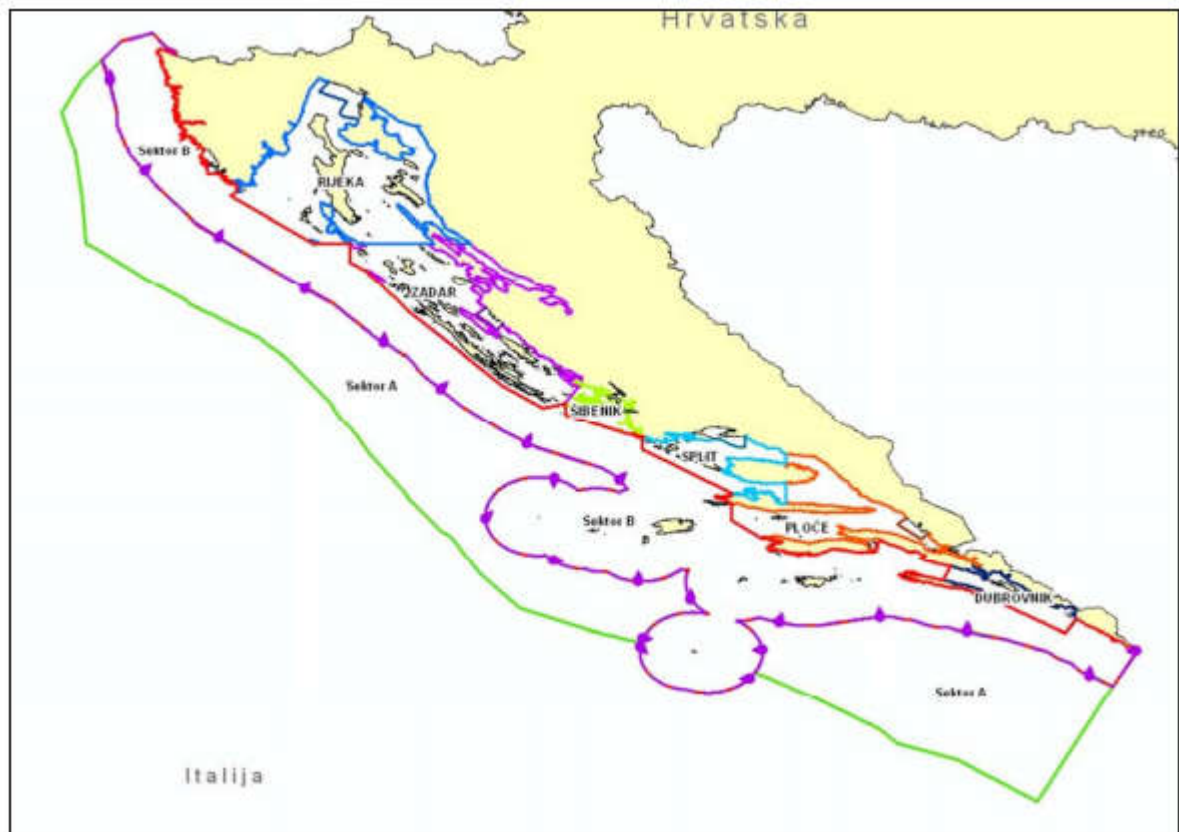 Hrvatska
Sektor B
RIJEKA
ZADAR
Sektor A
ŠIBENIK
SPLIT
Sektor B
PLOČE
DUBROVNIK
Sektor A
Italija